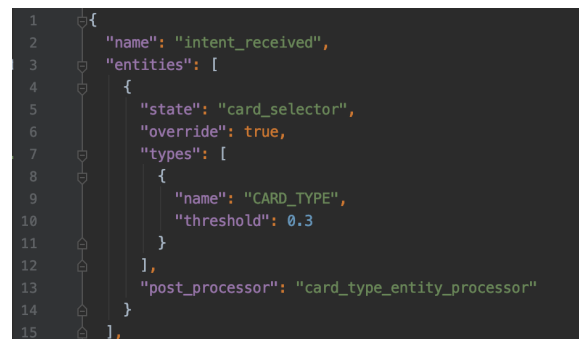 1 {
2 "name": "intent_received",
3 "entities": [
4 {
5 "state": "card_selector",
6 "override": true,
7 "types": [
8 {
9 "name": "CARD_TYPE",
10 "threshold": 0.3
11 }
12 ],
13 "post_processor": "card_type_entity_processor"
14 }
15 ],